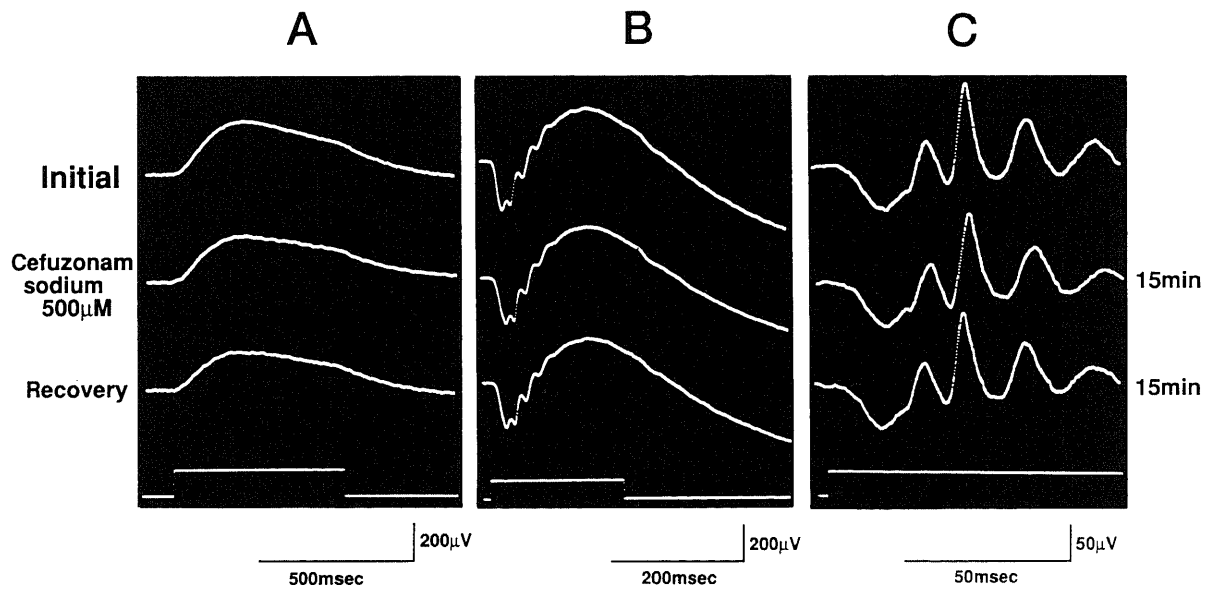 A
B
C
Initial
Cefuzonam
sodium
500μM
15min
Recovery
15min
200μV
500msec
200μV
200msec
50μV
50msec